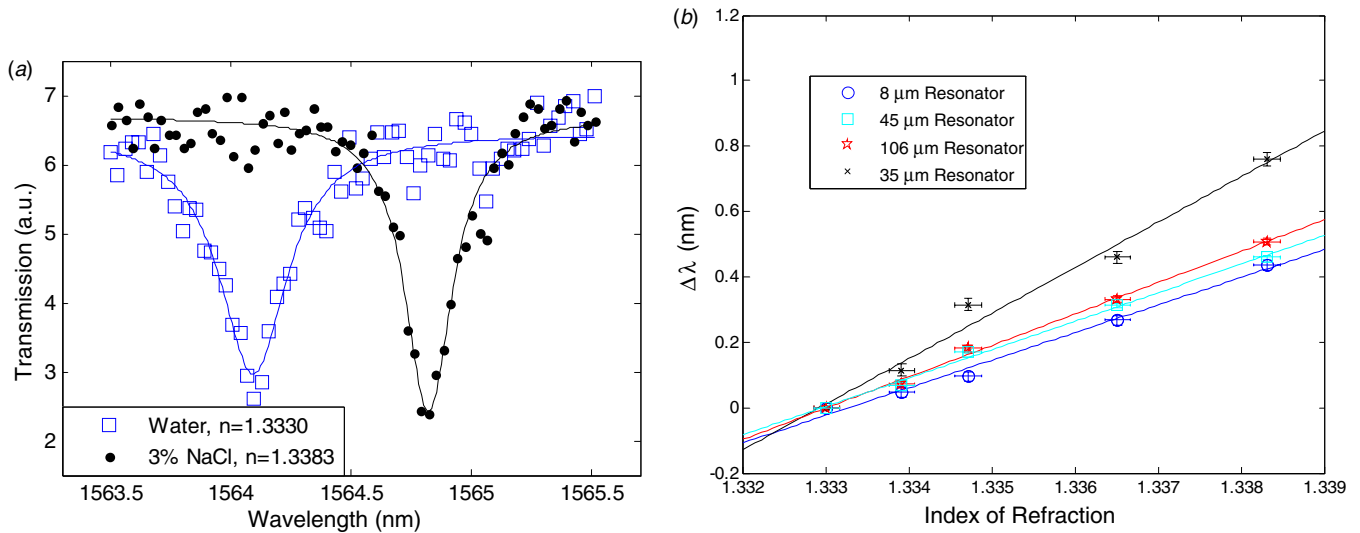 (a)
7
6
5
4
3
2
Transmission (a.u.)
Water, n=1.3330
3% NaCl, n=1.3383
1563.5 1564 1564.5 1565 1565.5
Wavelength (nm)
(b)
1.2
1
0.8
0.6
0.4
0.2
0
-0.2
Δλ (nm)
8 μm Resonator
45 μm Resonator
106 μm Resonator
35 μm Resonator
1.332 1.333 1.334 1.335 1.336 1.337 1.338 1.339
Index of Refraction